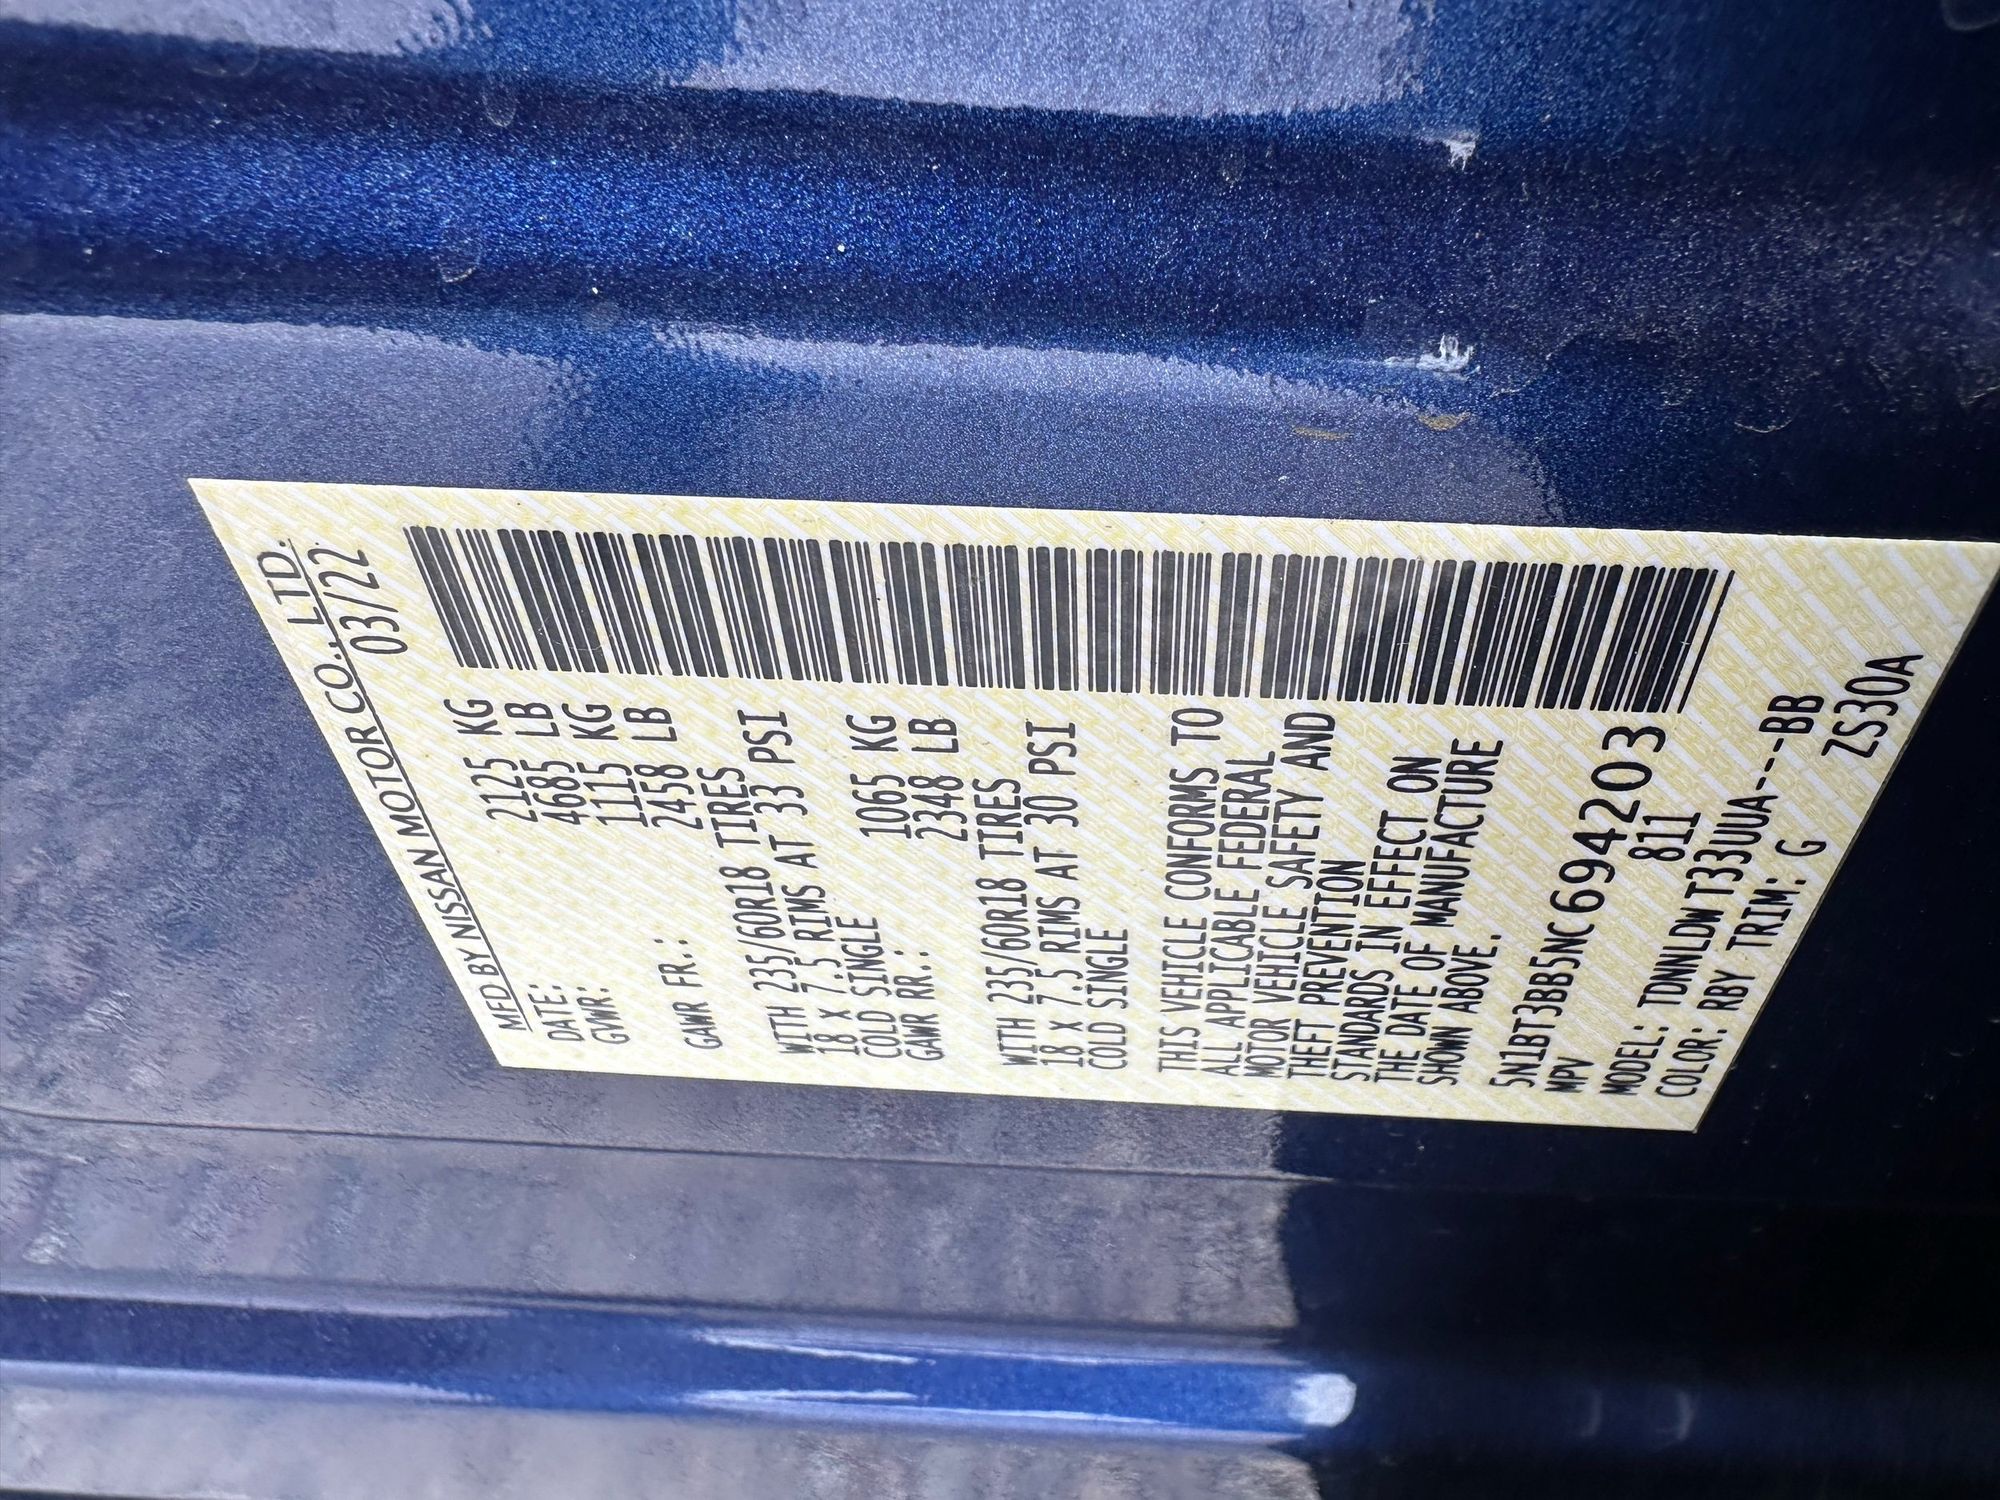 MFD BY NISSAN MOTOR CO., LTD.
DATE: 03/22
GVWR: 2125 KG
4685 LB
GAWR FR.: 1115 KG
2458 LB
WITH 235/60R18 TIRES
18 X 7.5 RIMS AT 33 PSI
COLD SINGLE
GAWR RR.: 1065 KG
2348 LB
WITH 235/60R18 TIRES
18 X 7.5 RIMS AT 30 PSI
COLD SINGLE
THIS VEHICLE CONFORMS TO
ALL APPLICABLE FEDERAL
MOTOR VEHICLE SAFETY AND
THEFT PREVENTION
STANDARDS IN EFFECT ON
THE DATE OF MANUFACTURE
SHOWN ABOVE.
5N1BT3BB5NC694203
MPV 811
MODEL: TDNNLDW T33UUA---BB
COLOR: RBY TRIM: G ZS30A